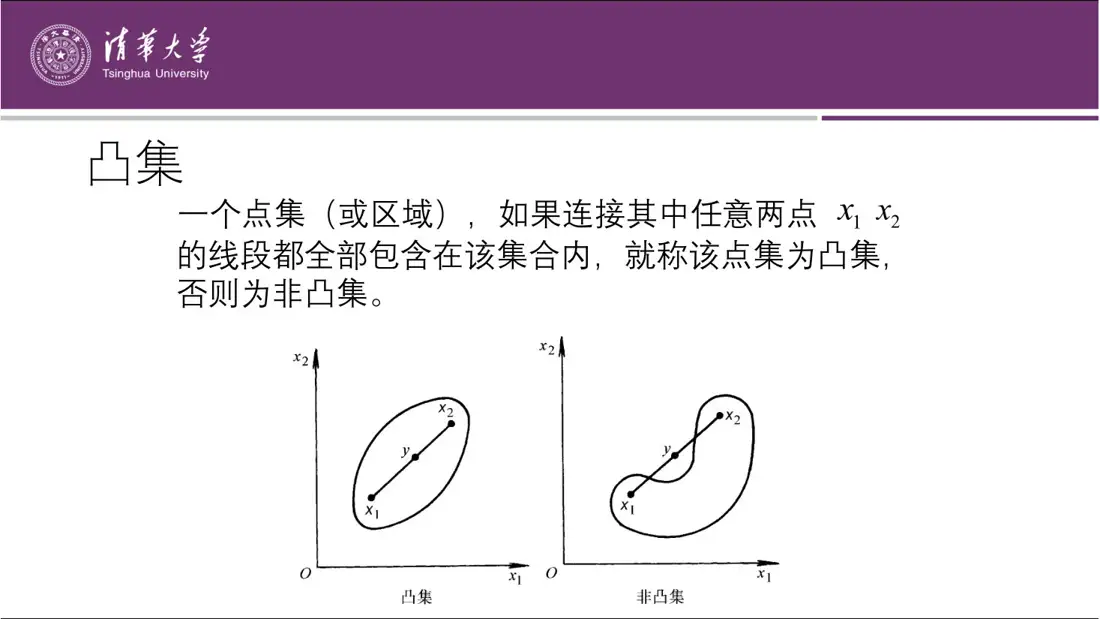 清华大学
Tsinghua University
凸集
一个点集（或区域），如果连接其中任意两点 x₁ x₂
的线段都全部包含在该集合内，就称该点集为凸集，
否则为非凸集。
x₂
x₂
y
x₁
O
x₁
凸集
x₂
x₂
y
x₁
O
x₁
非凸集